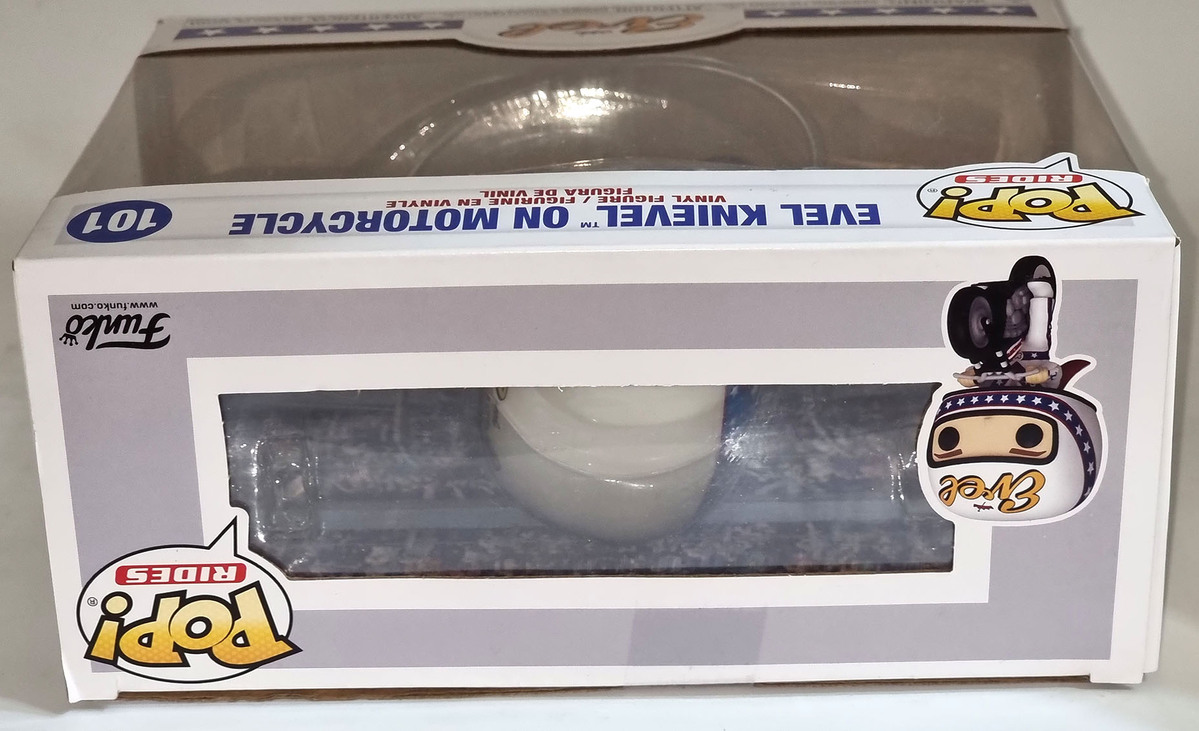 POP!®
RIDES
EVEL KNIEVEL™ ON MOTORCYCLE
VINYL FIGURE / FIGURINE EN VINYLE
FIGURA DE VINIL
101
Evel
Funko
www.funko.com
Evel
POP!®
RIDES